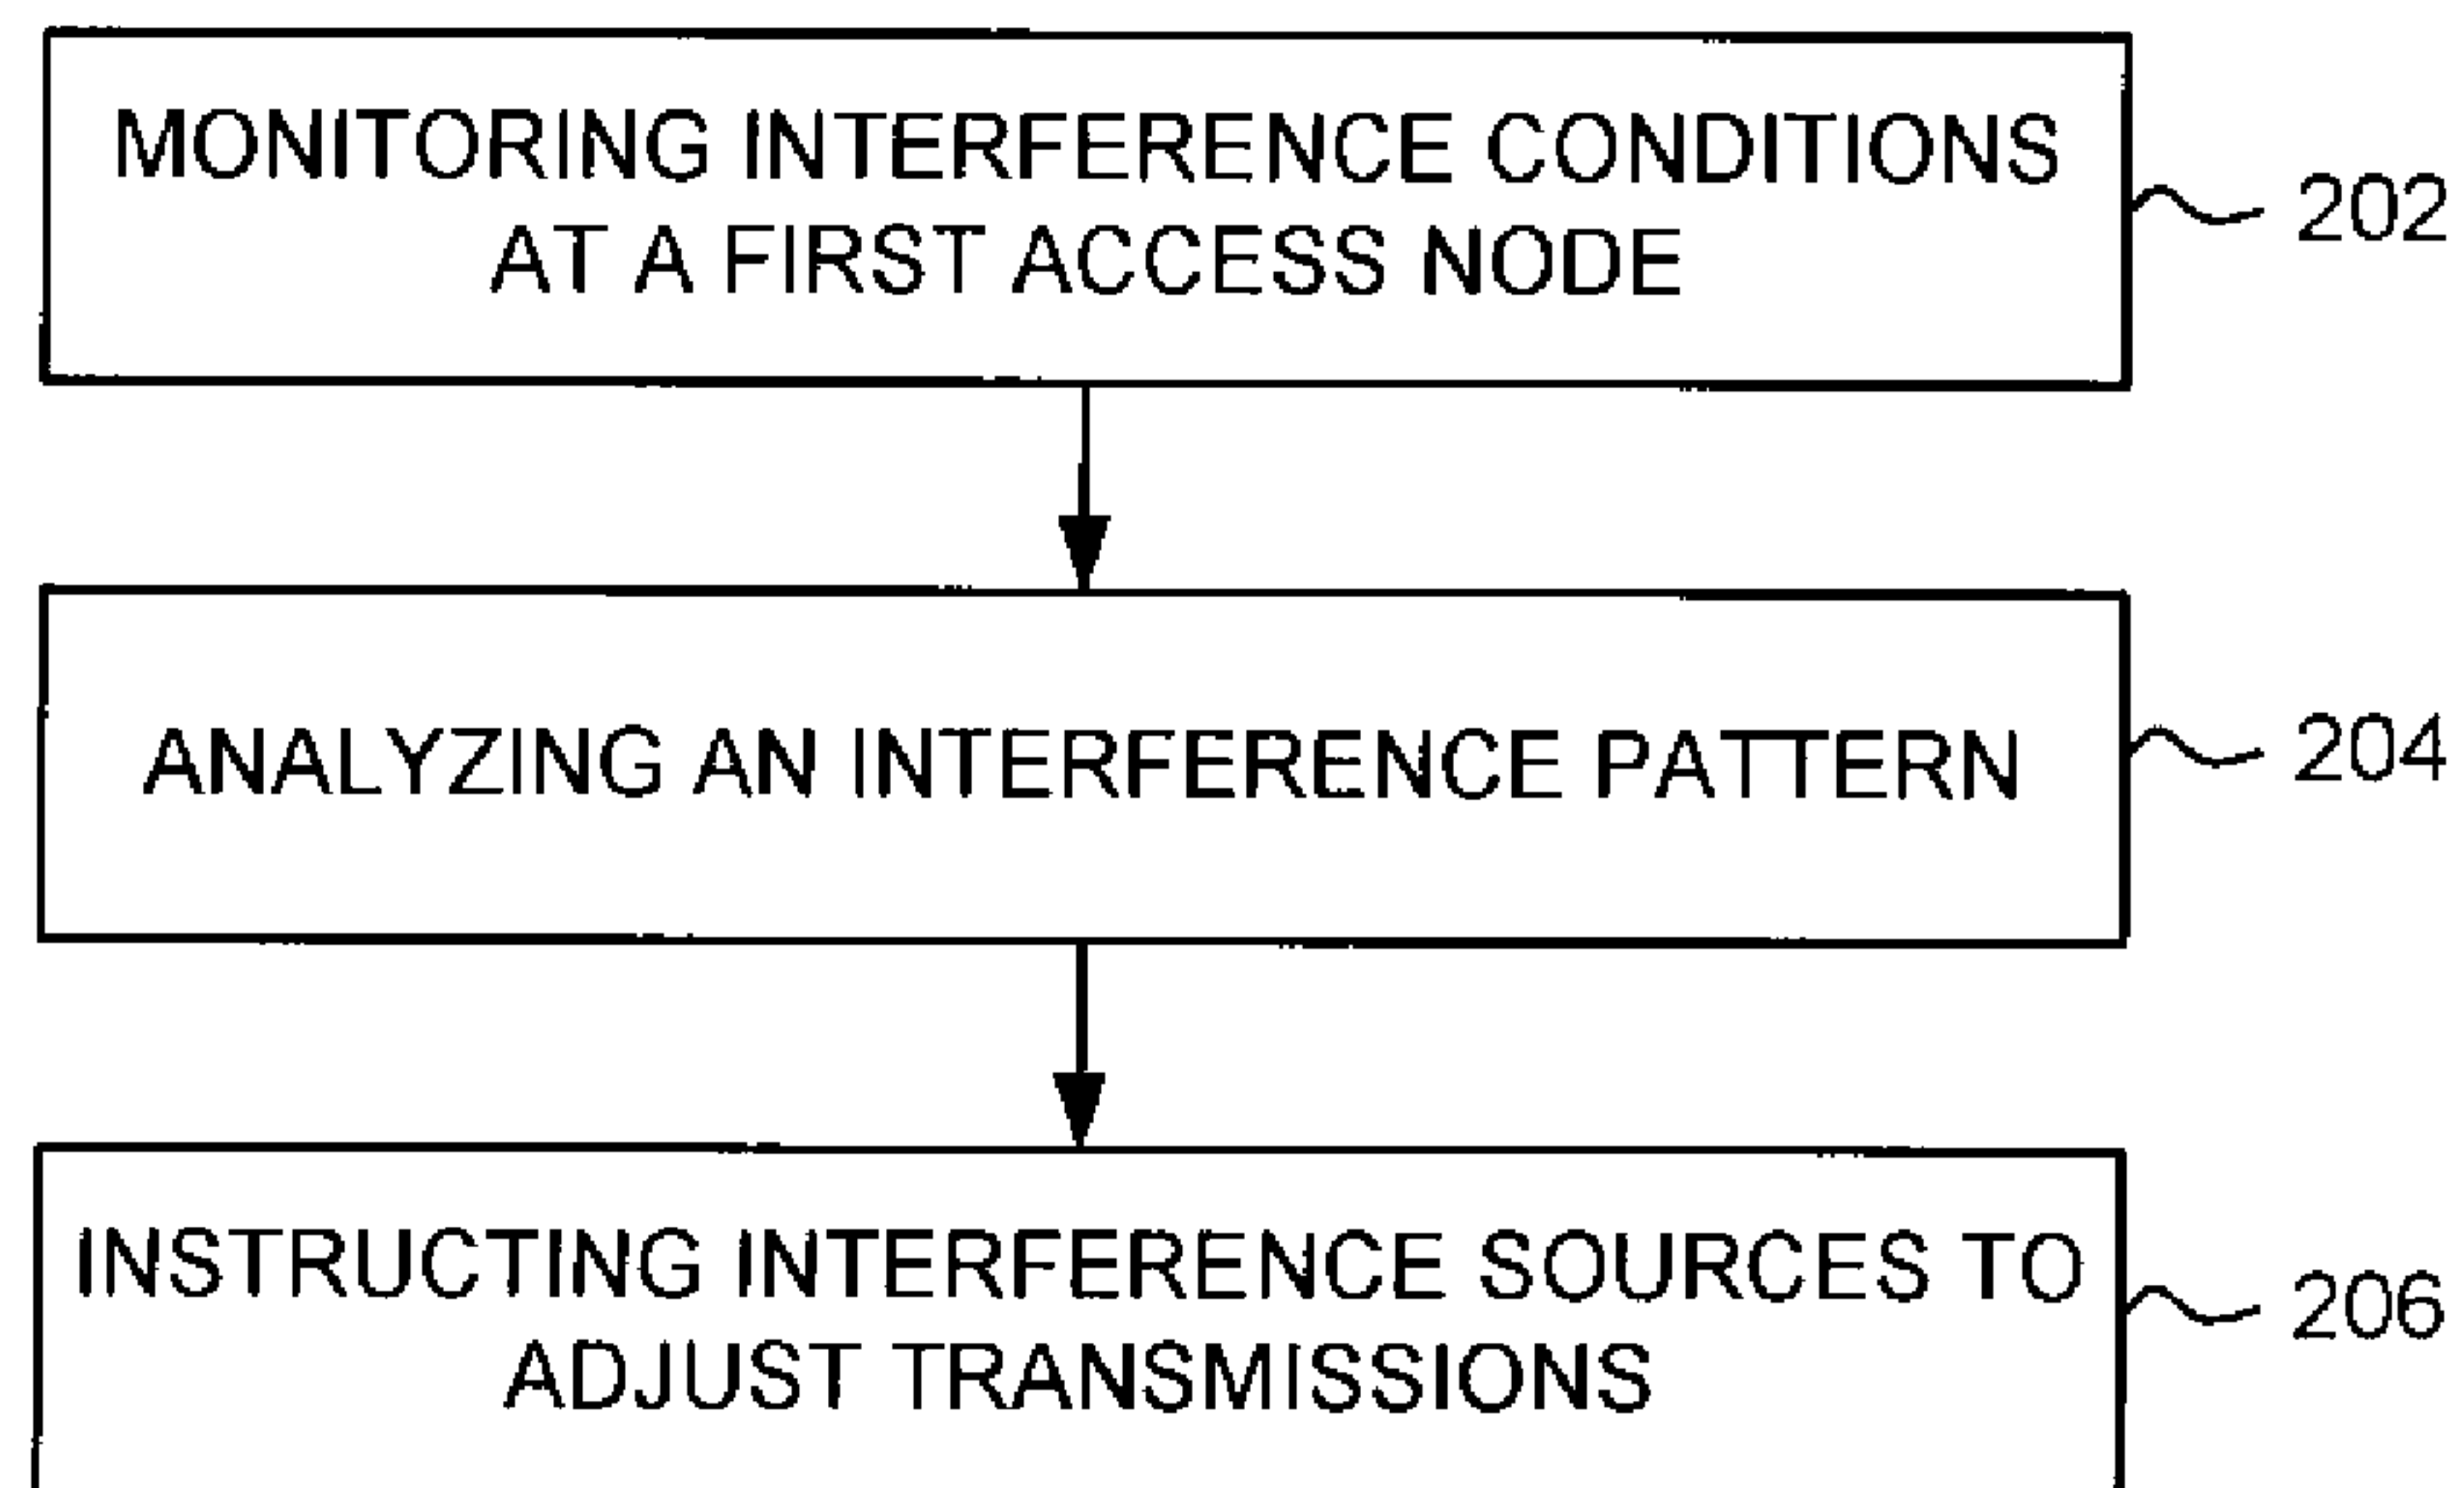 MONITORING INTERFERENCE CONDITIONS
AT A FIRST ACCESS NODE
202
ANALYZING AN INTERFERENCE PATTERN
204
INSTRUCTING INTERFERENCE SOURCES TO
ADJUST TRANSMISSIONS
206